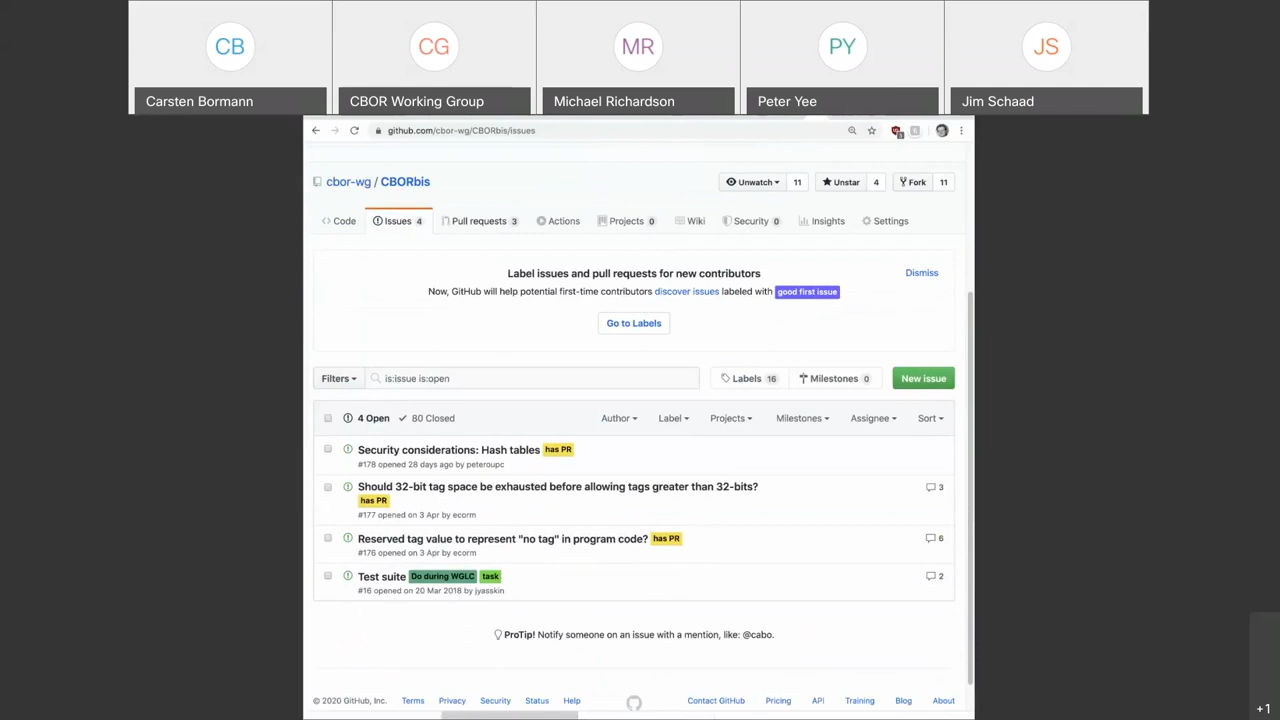 CB CG MR PY JS
Carsten Bormann CBOR Working Group Michael Richardson Peter Yee Jim Schaad
github.com/cbor-wg/CBORbis/issues
cbor-wg / CBORbis Unwatch 11 Unstar 4 Fork 11
Code Issues 4 Pull requests 3 Actions Projects 0 Wiki Security 0 Insights Settings
Label issues and pull requests for new contributors Dismiss
Now, GitHub will help potential first-time contributors discover issues labeled with good first issue
Go to Labels
Filters is:issue is:open Labels 16 Milestones 0 New issue
4 Open 80 Closed Author Label Projects Milestones Assignee Sort
Security considerations: Hash tables has PR
#178 opened 28 days ago by peteroupc
Should 32-bit tag space be exhausted before allowing tags greater than 32-bits? 3
has PR
#177 opened on 3 Apr by ecorm
Reserved tag value to represent "no tag" in program code? has PR 6
#176 opened on 3 Apr by ecorm
Test suite Do during WGLC task 2
#16 opened on 20 Mar 2018 by jyasskin
ProTip! Notify someone on an issue with a mention, like: @cabo.
© 2020 GitHub, Inc. Terms Privacy Security Status Help Contact GitHub Pricing API Training Blog About
+1